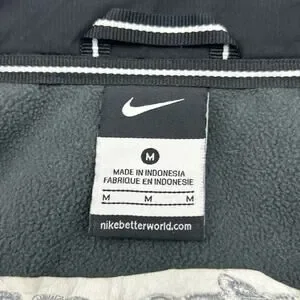 M
MADE IN INDONESIA
FABRIQUE EN INDONESIE
M M M
nikebetterworld.com